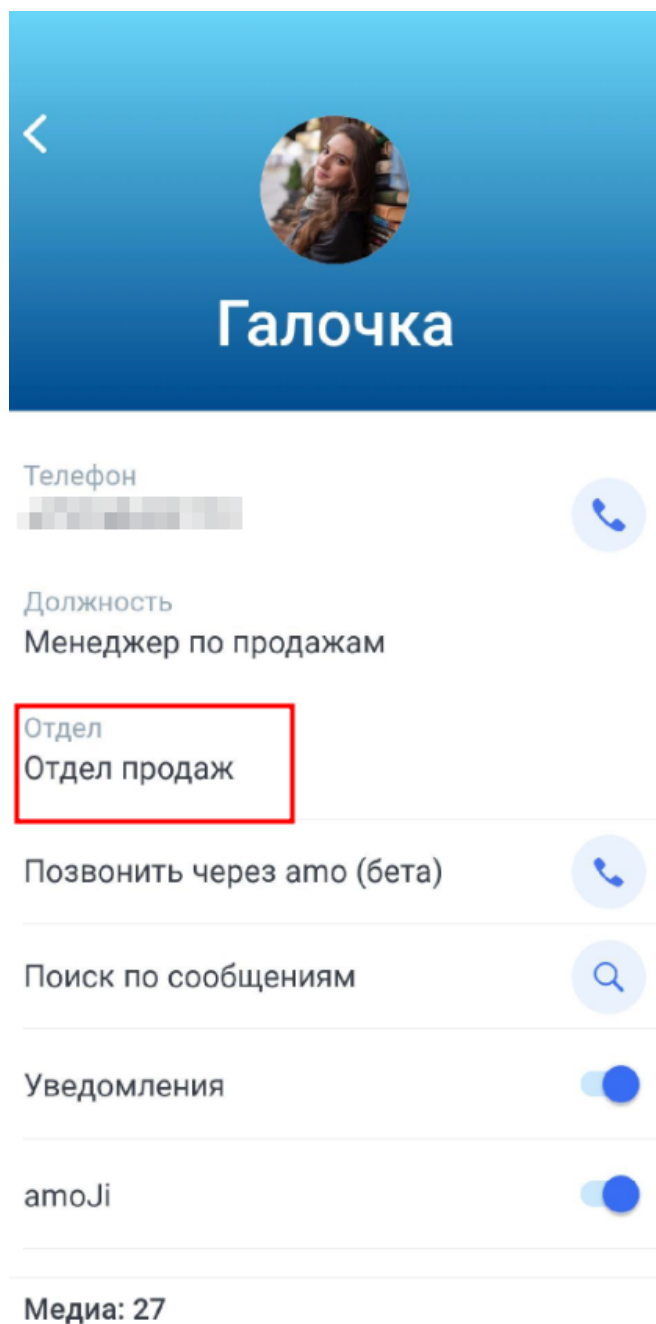 Галочка
Телефон
Должность
Менеджер по продажам
Отдел
Отдел продаж
Позвонить через amo (бета)
Поиск по сообщениям
Уведомления
amoJi
Медиа: 27